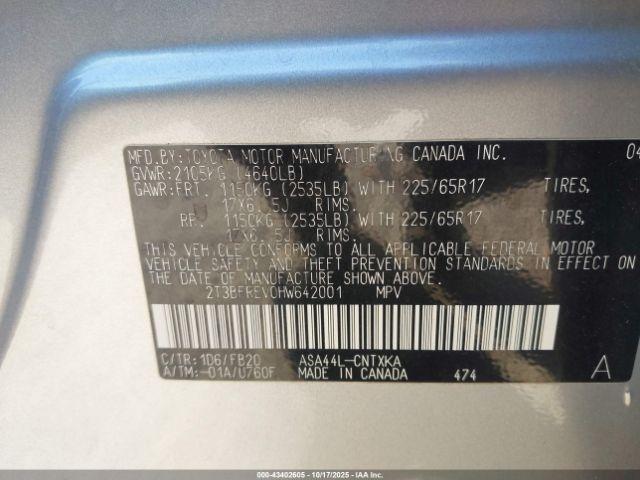 MFD.BY:TOYOTA MOTOR MANUFACTURING CANADA INC. 04
GVWR:2105KG (4640LB)
GAWR:FRT. 1150KG (2535LB) WITH 225/65R17 TIRES,
17X6.5J RIMS.
RR. 1150KG (2535LB) WITH 225/65R17 TIRES,
17X6.5J RIMS.
THIS VEHICLE CONFORMS TO ALL APPLICABLE FEDERAL MOTOR
VEHICLE SAFETY AND THEFT PREVENTION STANDARDS IN EFFECT ON
THE DATE OF MANUFACTURE SHOWN ABOVE.
2T3BFREV0HW642001 MPV
C/TR:1D6/FB20 ASA44L-CNTXKA
A/TM:-01A/U760F MADE IN CANADA 474 A
000-43402605 - 10/17/2025 - IAA Inc.